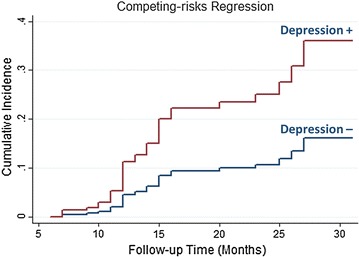 Competing-risks Regression
Cumulative Incidence
.4
.3
.2
.1
0
Depression +
Depression –
5
10
15
20
25
30
Follow-up Time (Months)